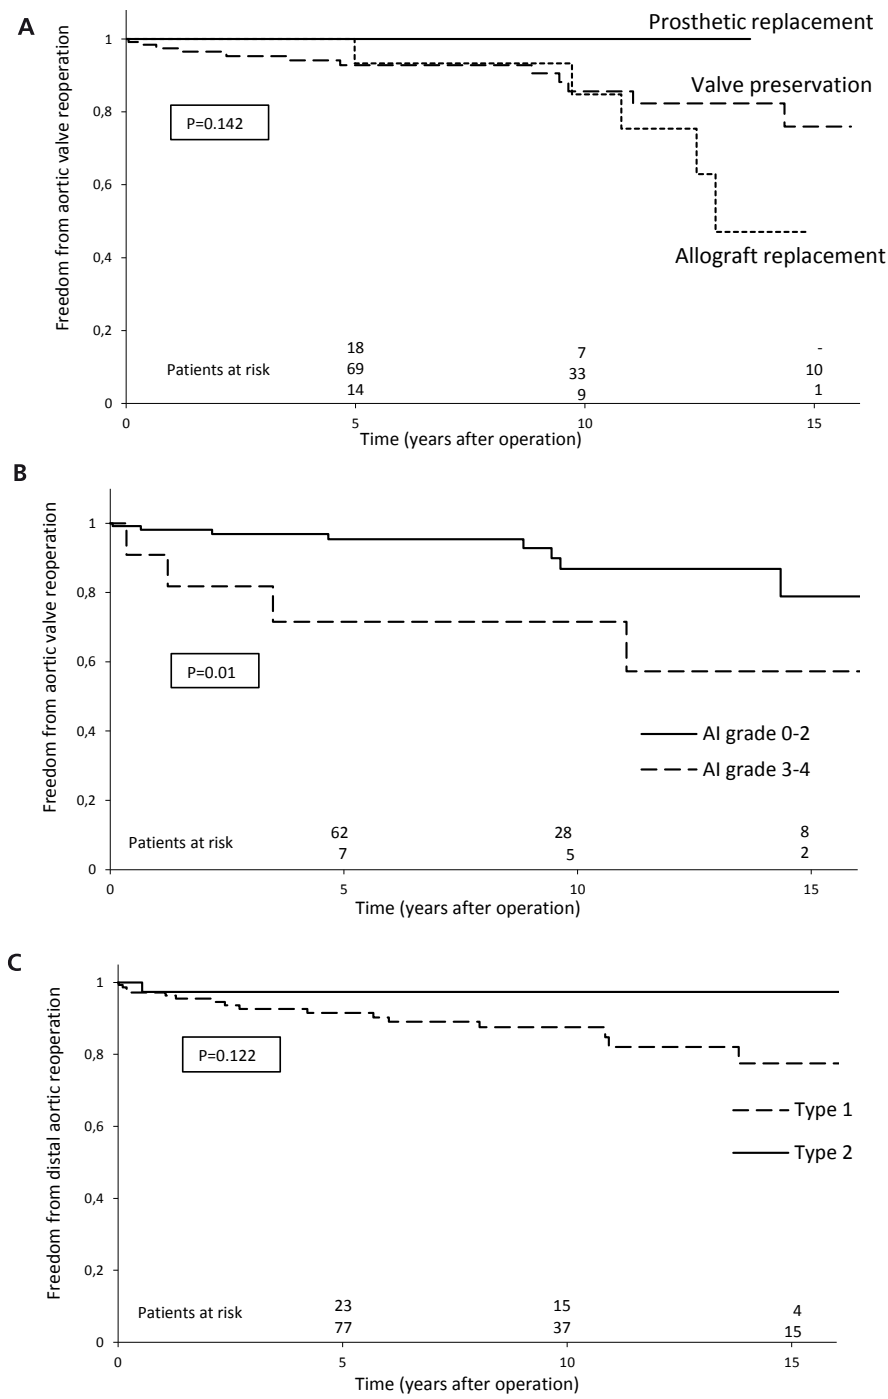 A
Prosthetic replacement
Valve preservation
Allograft replacement
P=0.142
Freedom from aortic valve reoperation
1
0,8
0,6
0,4
0,2
0
Patients at risk
18 7 -
69 33 10
14 9 1
0 5 10 15
Time (years after operation)
B
Freedom from aortic valve reoperation
1
0,8
0,6
0,4
0,2
0
P=0.01
AI grade 0-2
AI grade 3-4
Patients at risk
62 28 8
7 5 2
0 5 10 15
Time (years after operation)
C
Freedom from distal aortic reoperation
1
0,8
0,6
0,4
0,2
0
P=0.122
Type 1
Type 2
Patients at risk
23 15 4
77 37 15
0 5 10 15
Time (years after operation)